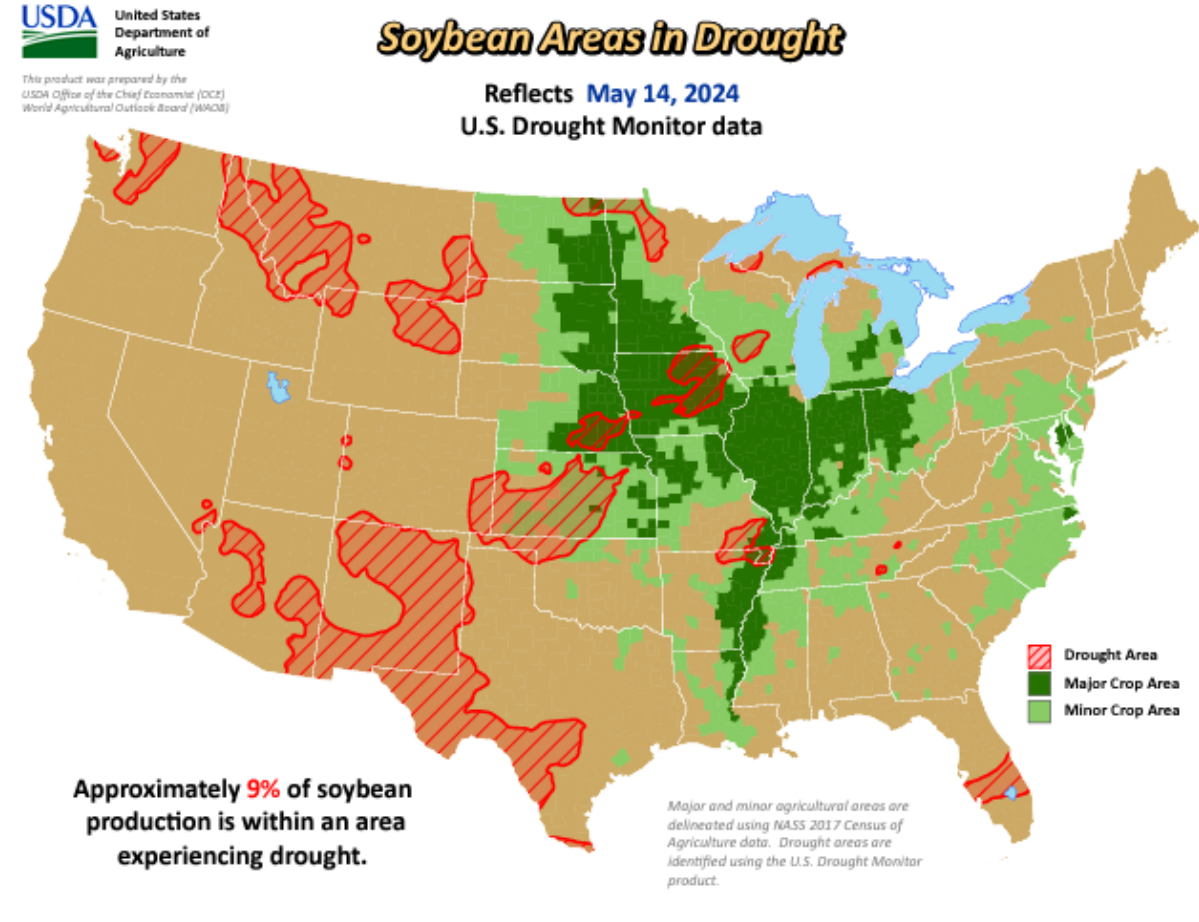 USDA
United States
Department of
Agriculture
This product was prepared by the
USDA Office of the Chief Economist (OCE)
World Agricultural Outlook Board (WAOB)
Soybean Areas in Drought
Reflects May 14, 2024
U.S. Drought Monitor data
Drought Area
Major Crop Area
Minor Crop Area
Approximately 9% of soybean
production is within an area
experiencing drought.
Major and minor agricultural areas are
delineated using NASS 2017 Census of
Agriculture data. Drought areas are
identified using the U.S. Drought Monitor
product.